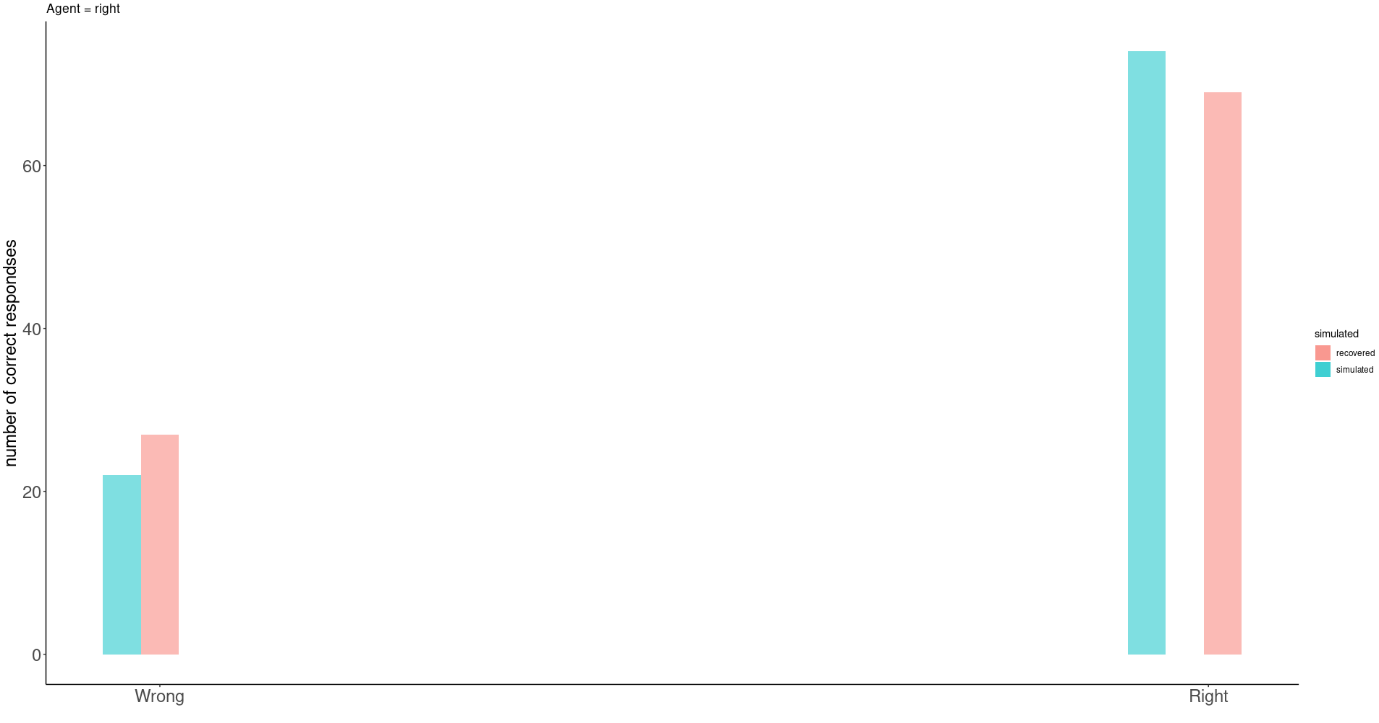 Agent = right
number of correct respondses
60
40
20
0
Wrong
Right
simulated
recovered
simulated